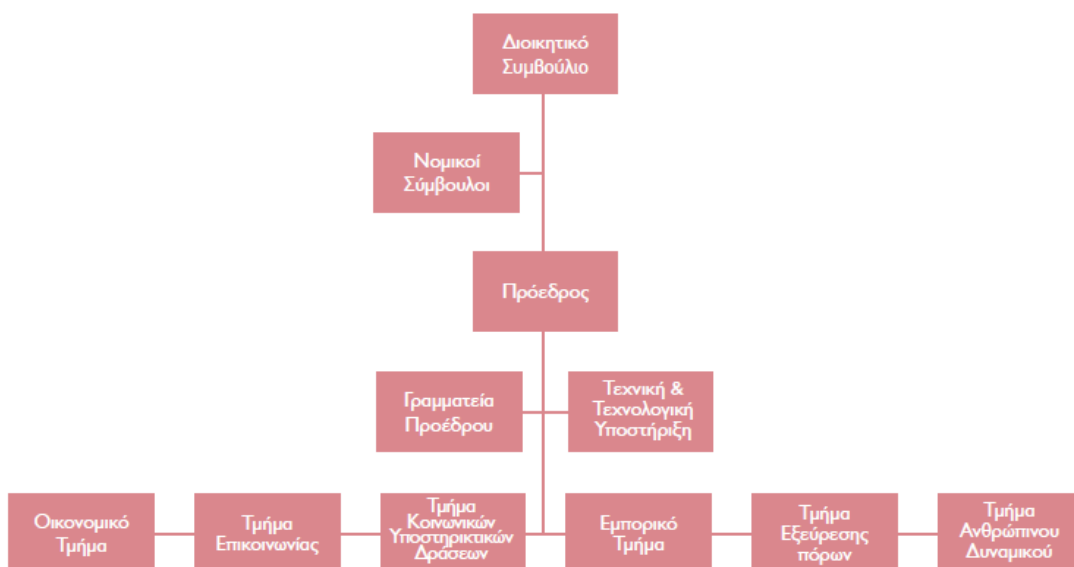 Διοικητικό
Συμβούλιο
Νομικοί
Σύμβουλοι
Πρόεδρος
Γραμματεία
Προέδρου
Τεχνική &
Τεχνολογική
Υποστήριξη
Οικονομικό
Τμήμα
Τμήμα
Επικοινωνίας
Τμήμα
Κοινωνικών
Υποστηρικτικών
Δράσεων
Εμπορικό
Τμήμα
Τμήμα
Εξεύρεσης
πόρων
Τμήμα
Ανθρώπινου
Δυναμικού